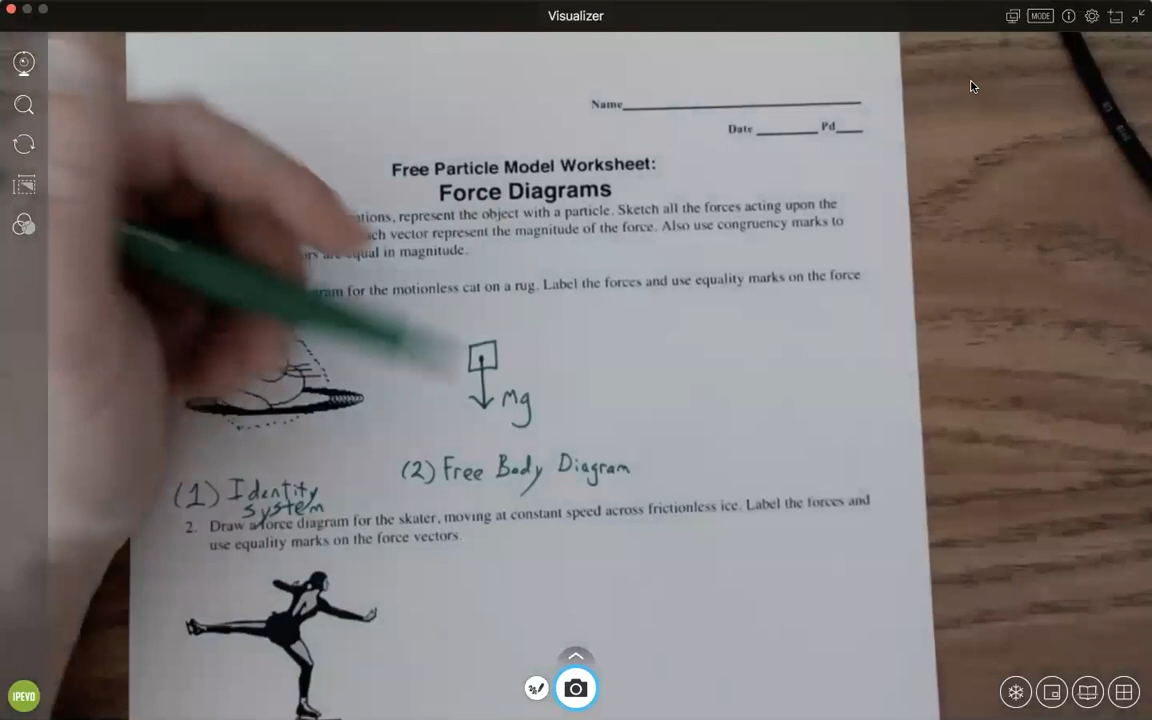 Visualizer
MODE
Name
Date Pd
Free Particle Model Worksheet:
Force Diagrams
represent the object with a particle. Sketch all the forces acting upon the
vector represent the magnitude of the force. Also use congruency marks to
equal in magnitude.
for the motionless cat on a rug. Label the forces and use equality marks on the force
Mg
(2) Free Body Diagram
(1) Identity
system
2. Draw a force diagram for the skater, moving at constant speed across frictionless ice. Label the forces and
use equality marks on the force vectors.
IPEVO